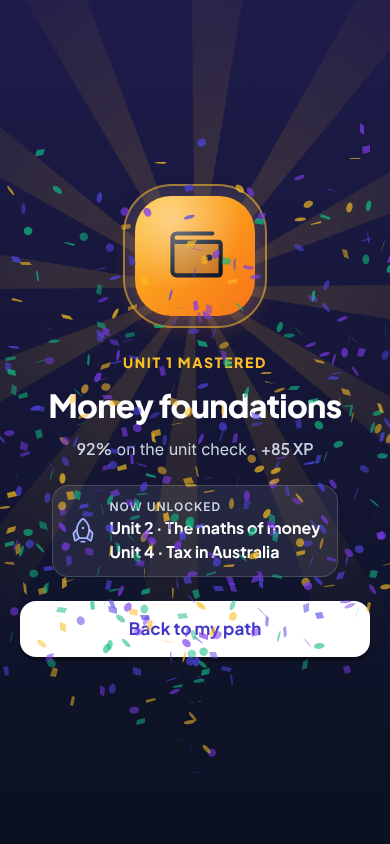 UNIT 1 MASTERED
Money foundations
92% on the unit check · +85 XP
NOW UNLOCKED
Unit 2 · The maths of money
Unit 4 · Tax in Australia
Back to my path